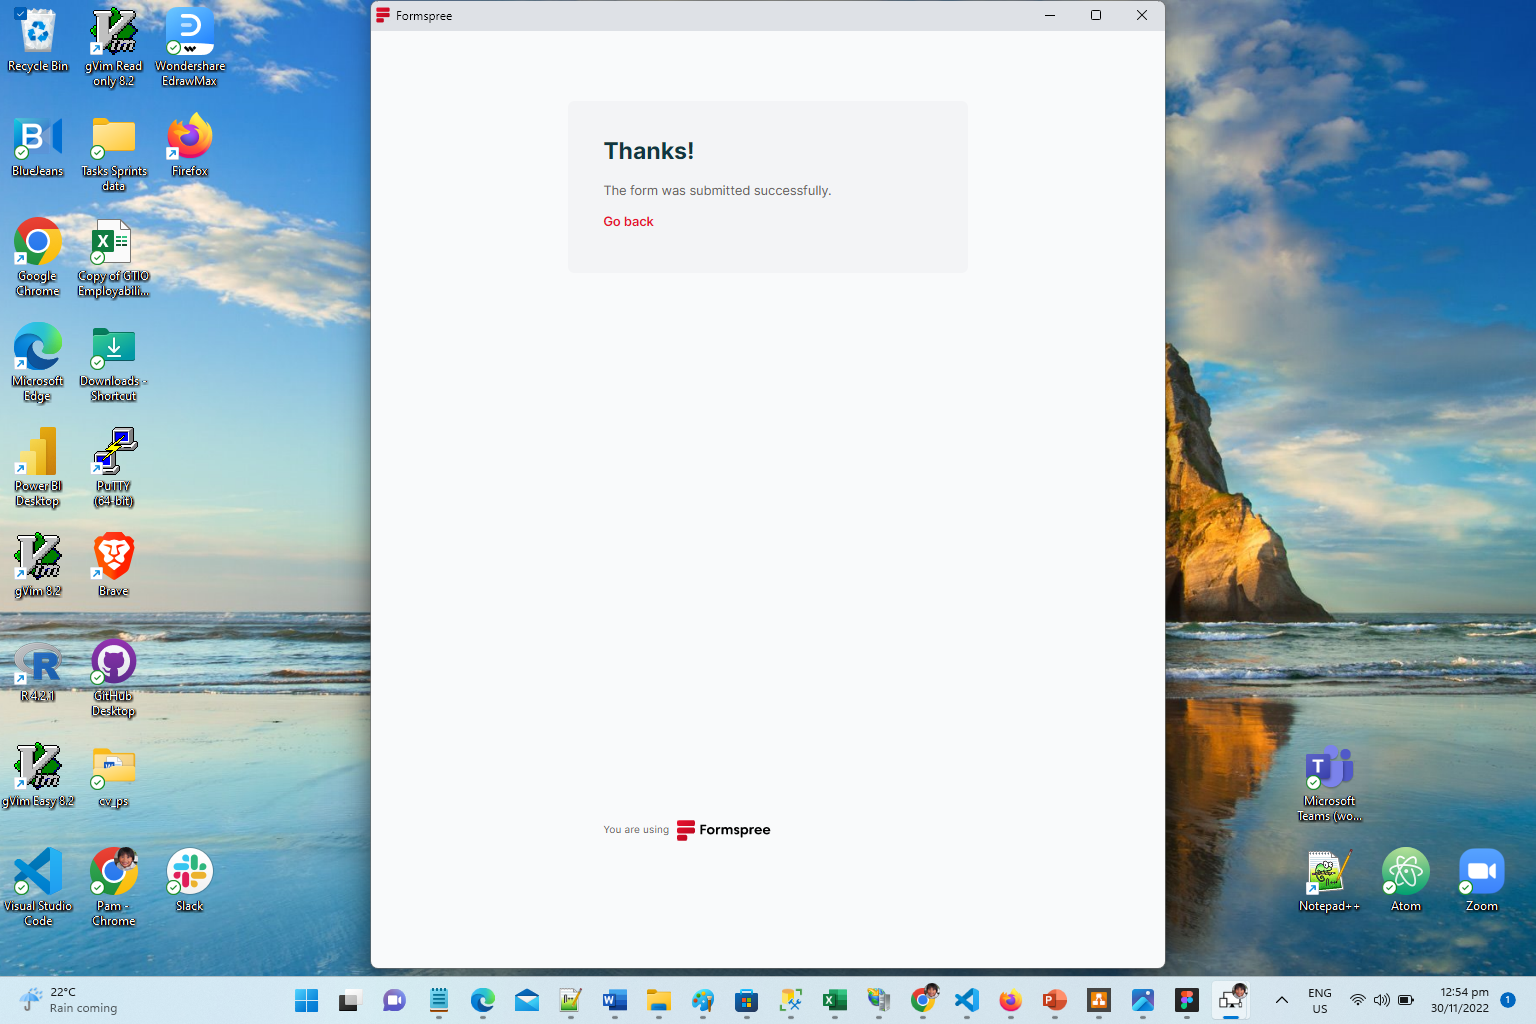 Formspree
Recycle Bin
gVim Read
only 8.2
Wondershare
EdrawMax
BlueJeans
Tasks Sprints
data
Firefox
Google
Chrome
Copy of GTIO
Employabili...
Microsoft
Edge
Downloads -
Shortcut
Power BI
Desktop
PuTTY
(64-bit)
gVim 8.2
Brave
R 4.2.1
GitHub
Desktop
gVim Easy 8.2
cv_ps
Visual Studio
Code
Pam -
Chrome
Slack
Thanks!
The form was submitted successfully.
Go back
You are using Formspree
Microsoft
Teams (wo...
Notepad++
Atom
Zoom
22°C
Rain coming
ENG
US
12:54 pm
30/11/2022
1